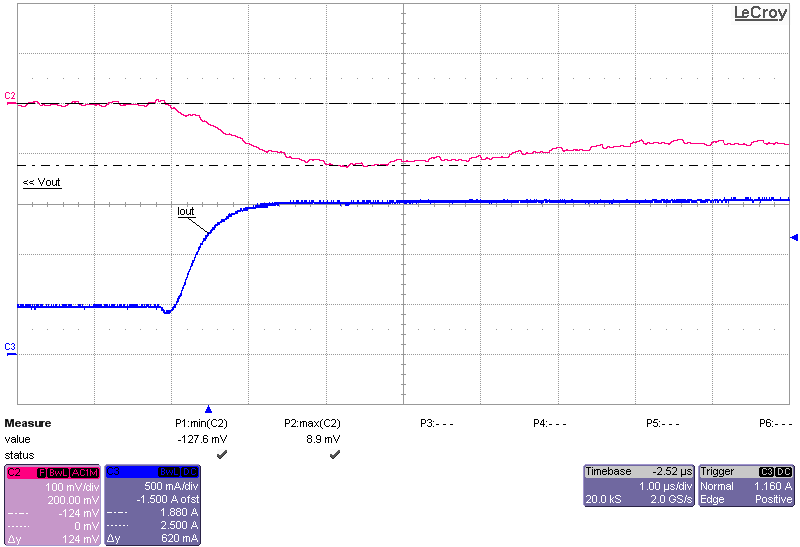 LeCroy
C2
<< Vout
Iout
C3
Measure P1:min(C2) P2:max(C2) P3:- - - P4:- - - P5:- - - P6:- - -
value -127.6 mV 8.9 mV
status
C2 F BwL AC1M
100 mV/div
200.00 mV
-124 mV
0 mV
Δy 124 mV
C3 BwL DC
500 mA/div
-1.500 A ofst
1.880 A
2.500 A
Δy 620 mA
Timebase -2.52 µs
1.00 µs/div
20.0 kS 2.0 GS/s
Trigger C3 DC
Normal 1.160 A
Edge Positive